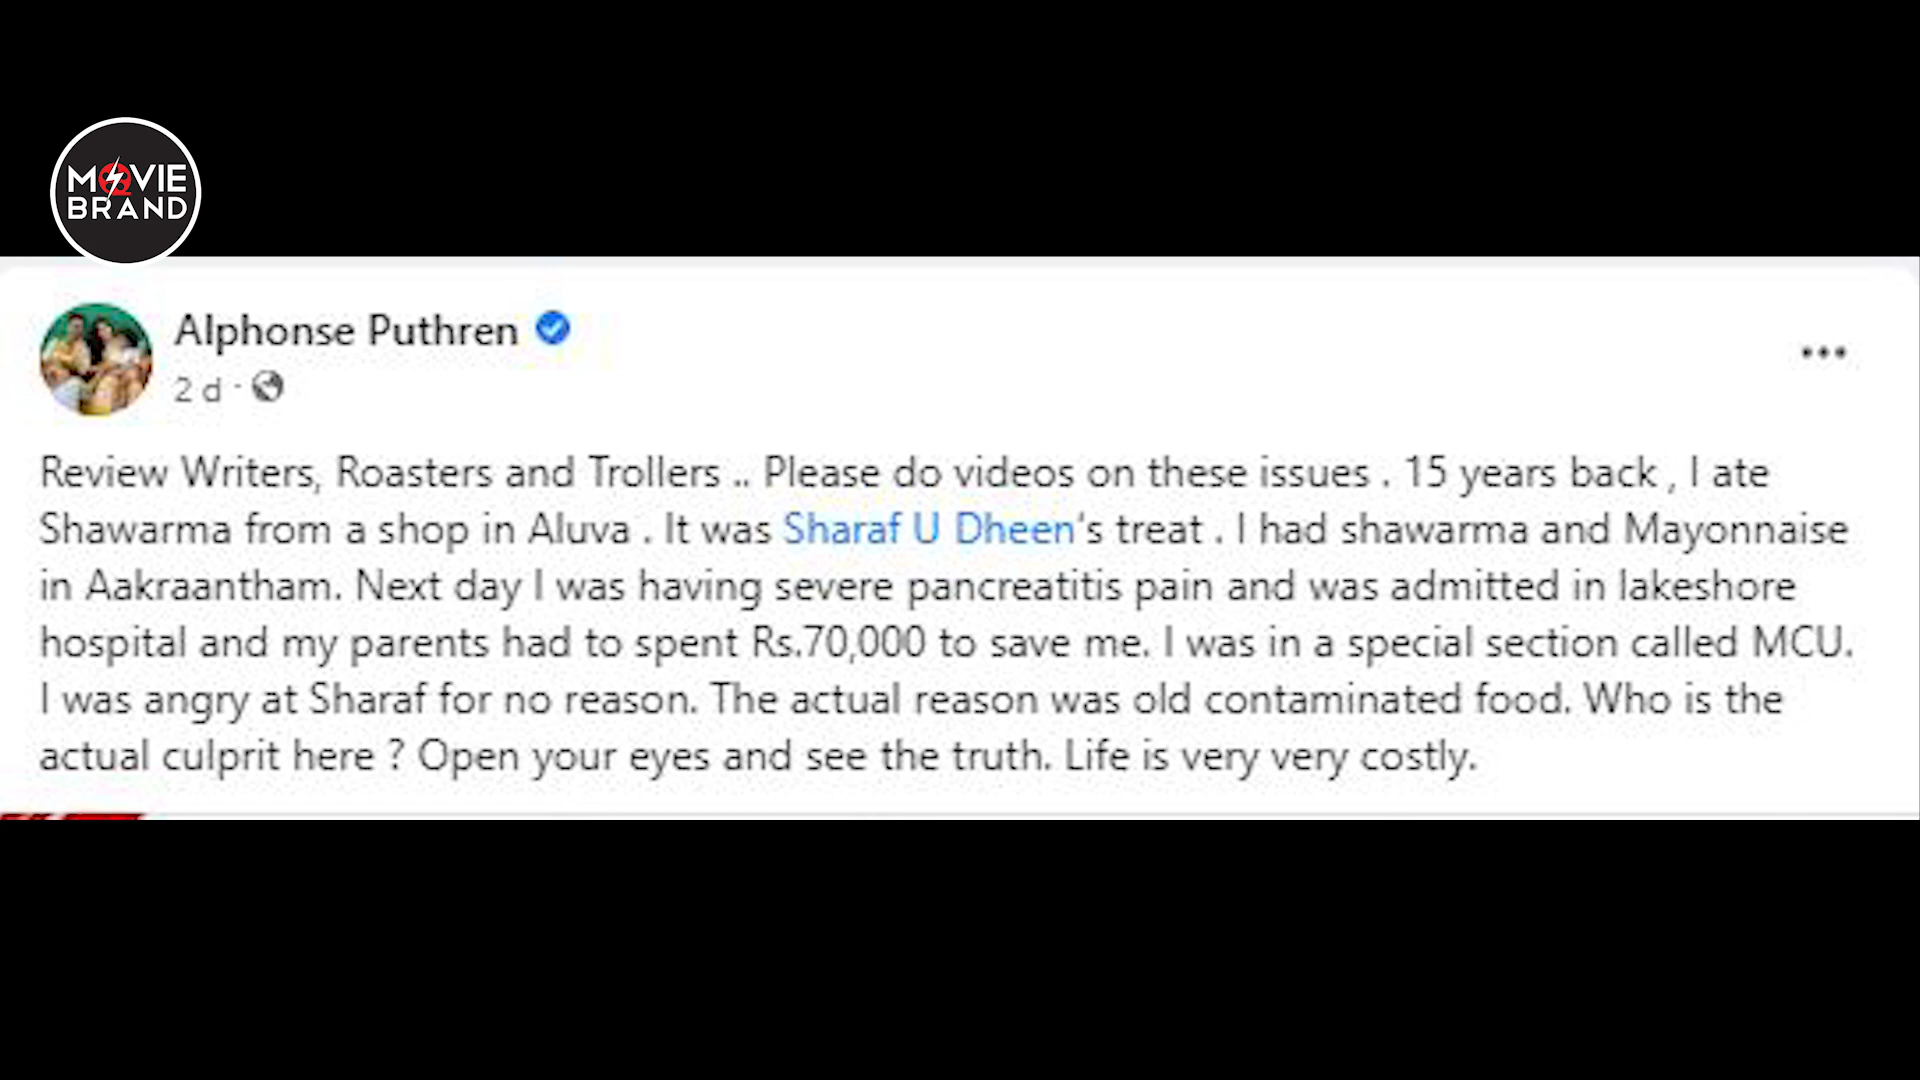 MOVIE
BRAND
Alphonse Puthren
2 d ·
Review Writers, Roasters and Trollers .. Please do videos on these issues . 15 years back , I ate
Shawarma from a shop in Aluva . It was Sharaf U Dheen's treat . I had shawarma and Mayonnaise
in Aakraantham. Next day I was having severe pancreatitis pain and was admitted in lakeshore
hospital and my parents had to spent Rs.70,000 to save me. I was in a special section called MCU.
I was angry at Sharaf for no reason. The actual reason was old contaminated food. Who is the
actual culprit here ? Open your eyes and see the truth. Life is very very costly.